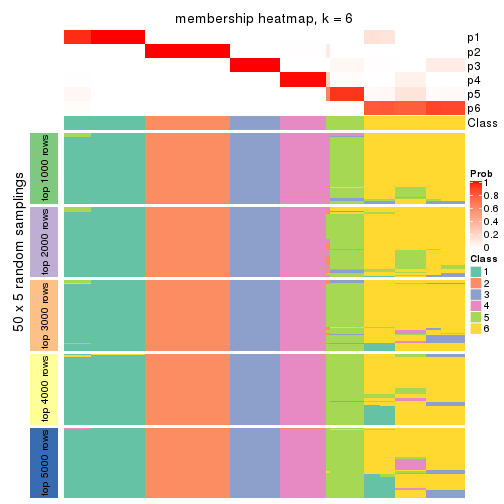 membership heatmap, k = 6
p1
p2
p3
p4
p5
p6
Class
50 x 5 random samplings
top 1000 rows
top 2000 rows
top 3000 rows
top 4000 rows
top 5000 rows
Prob
1
0.8
0.6
0.4
0.2
0
Class
1
2
3
4
5
6